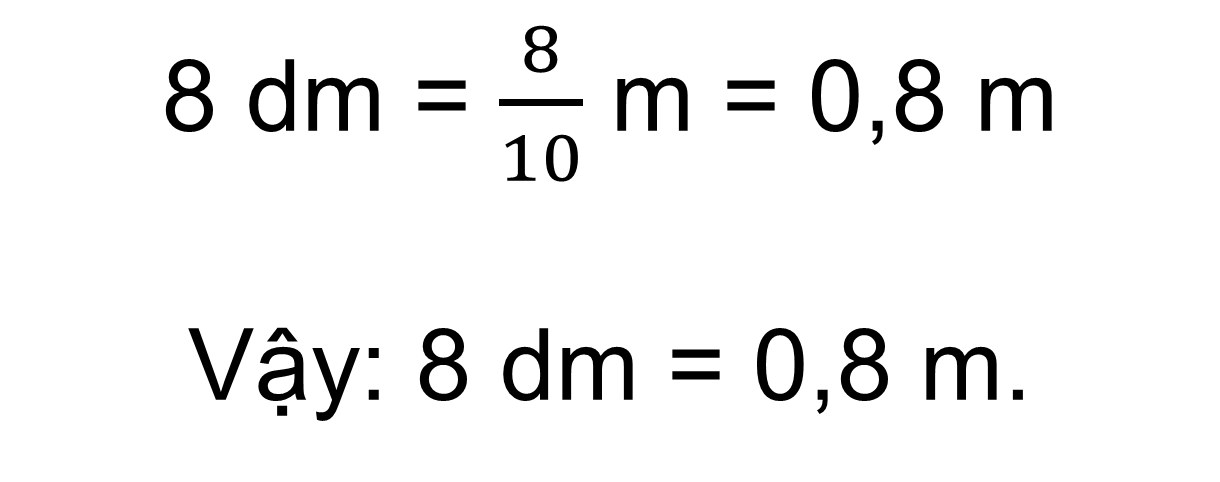 8 dm = 8/10 m = 0,8 m
Vậy: 8 dm = 0,8 m.